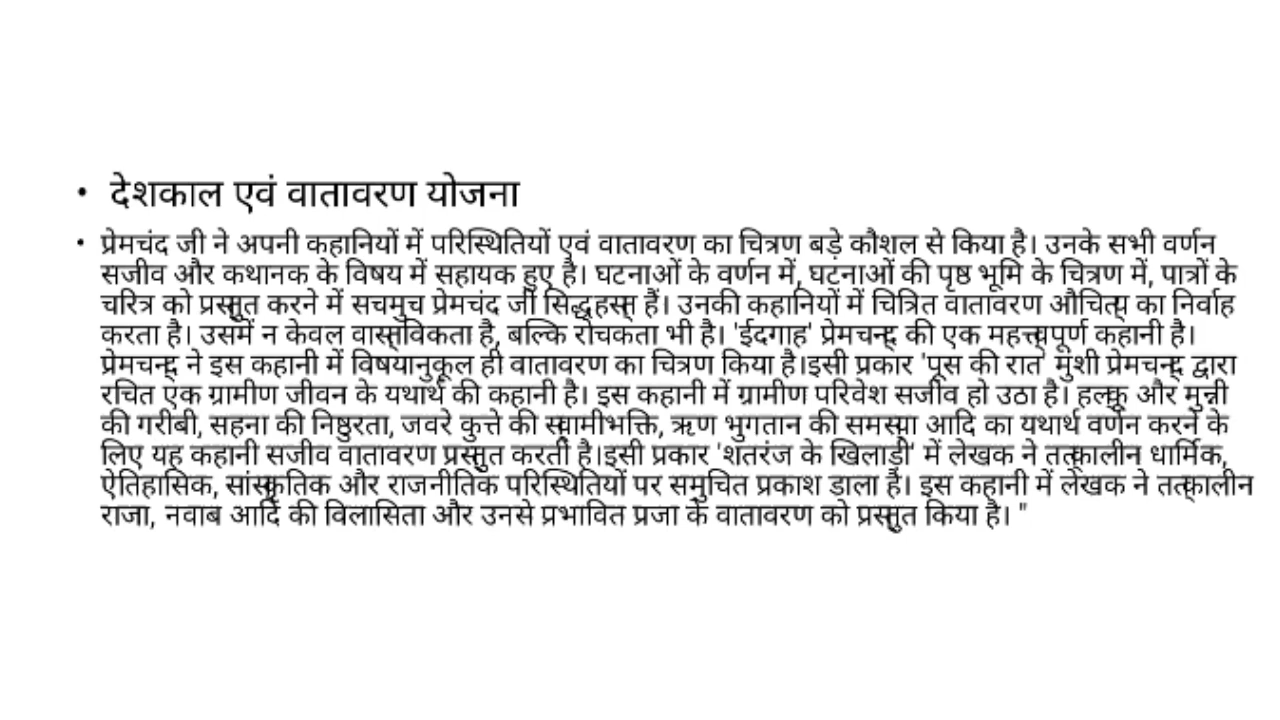 • देशकाल एवं वातावरण योजना
• प्रेमचंद जी ने अपनी कहानियों में परिस्थितियों एवं वातावरण का चित्रण बड़े कौशल से किया है। उनके सभी वर्णन
सजीव और कथानक के विषय में सहायक हुए है। घटनाओं के वर्णन में, घटनाओं की पृष्ठ भूमि के चित्रण में, पात्रों के
चरित्र को प्रस्तुत करने में सचमुच प्रेमचंद जी सिद्धहस्त हैं। उनकी कहानियों में चित्रित वातावरण औचित्य का निर्वाह
करता है। उसमें न केवल वास्तविकता है, बल्कि रोचकता भी है। 'ईदगाह' प्रेमचन्द की एक महत्त्वपूर्ण कहानी है।
प्रेमचन्द ने इस कहानी में विषयानुकूल ही वातावरण का चित्रण किया है।इसी प्रकार 'पूस की रात' मुंशी प्रेमचन्द द्वारा
रचित एक ग्रामीण जीवन के यथार्थ की कहानी है। इस कहानी में ग्रामीण परिवेश सजीव हो उठा है। हल्कू और मुन्नी
की गरीबी, सहना की निष्ठुरता, जवरे कुत्ते की स्वामीभक्ति, ऋण भुगतान की समस्या आदि का यथार्थ वर्णन करने के
लिए यह कहानी सजीव वातावरण प्रस्तुत करती है।इसी प्रकार 'शतरंज के खिलाड़ी' में लेखक ने तत्कालीन धार्मिक,
ऐतिहासिक, सांस्कृतिक और राजनीतिक परिस्थितियों पर समुचित प्रकाश डाला है। इस कहानी में लेखक ने तत्कालीन
राजा, नवाब आदि की विलासिता और उनसे प्रभावित प्रजा के वातावरण को प्रस्तुत किया है। "